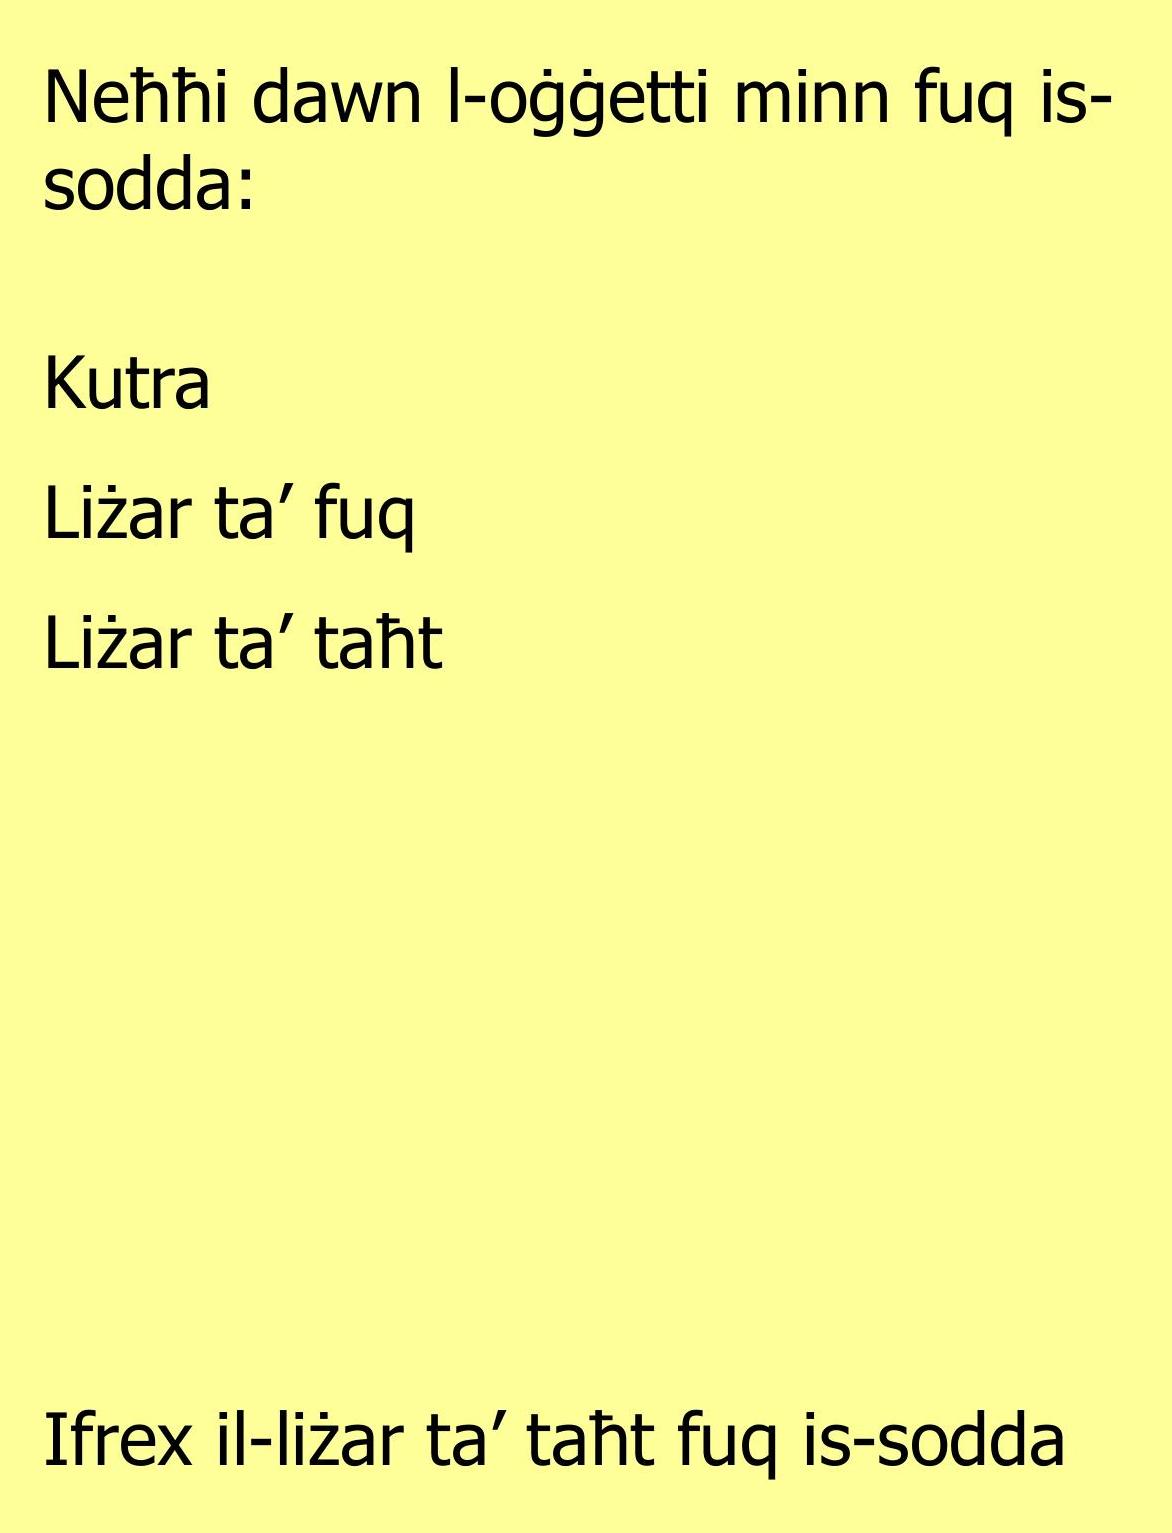 Neħħi dawn l-oġġetti minn fuq is-
sodda:
Kutra
Liżar ta’ fuq
Liżar ta’ taħt
Ifrex il-liżar ta’ taħt fuq is-sodda